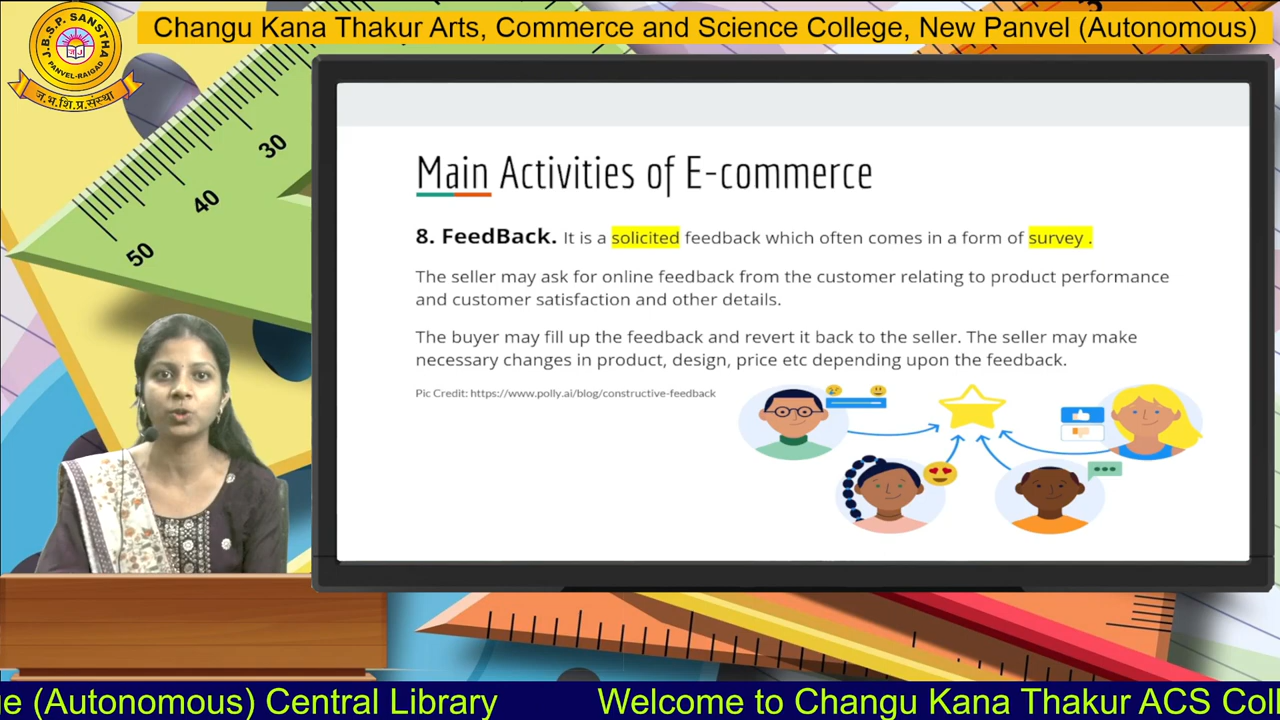 Changu Kana Thakur Arts, Commerce and Science College, New Panvel (Autonomous)
J.B.S.P. SANSTHA
PANVEL-RAIGAD
ज.भ.शि.प्र.संस्था
30
40
50
Main Activities of E-commerce
8. FeedBack. It is a solicited feedback which often comes in a form of survey .
The seller may ask for online feedback from the customer relating to product performance
and customer satisfaction and other details.
The buyer may fill up the feedback and revert it back to the seller. The seller may make
necessary changes in product, design, price etc depending upon the feedback.
Pic Credit: https://www.polly.ai/blog/constructive-feedback
ge (Autonomous) Central Library Welcome to Changu Kana Thakur ACS Coll